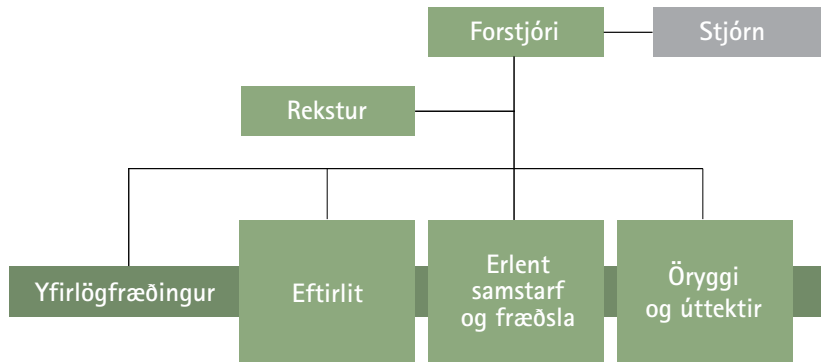 Forstjóri
Stjórn
Rekstur
Yfirlögfræðingur
Eftirlit
Erlent
samstarf
og fræðsla
Öryggi
og úttektir